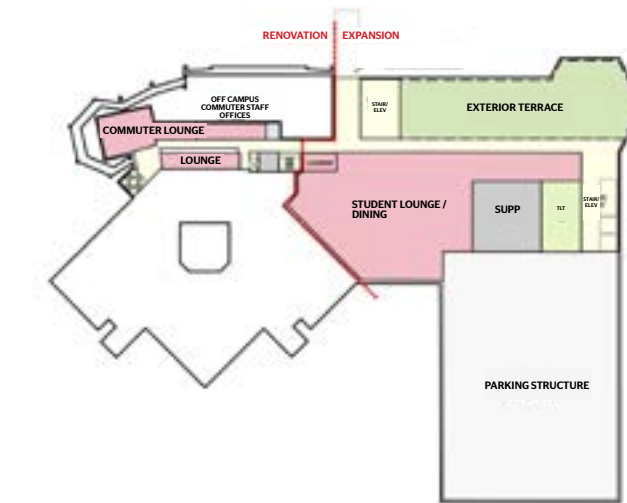 RENOVATION EXPANSION
OFF CAMPUS
COMMUTER STAFF
OFFICES
STAIR/
ELEV
EXTERIOR TERRACE
COMMUTER LOUNGE
LOUNGE
STUDENT LOUNGE /
DINING
SUPP
TLT
STAIR/
ELEV
PARKING STRUCTURE